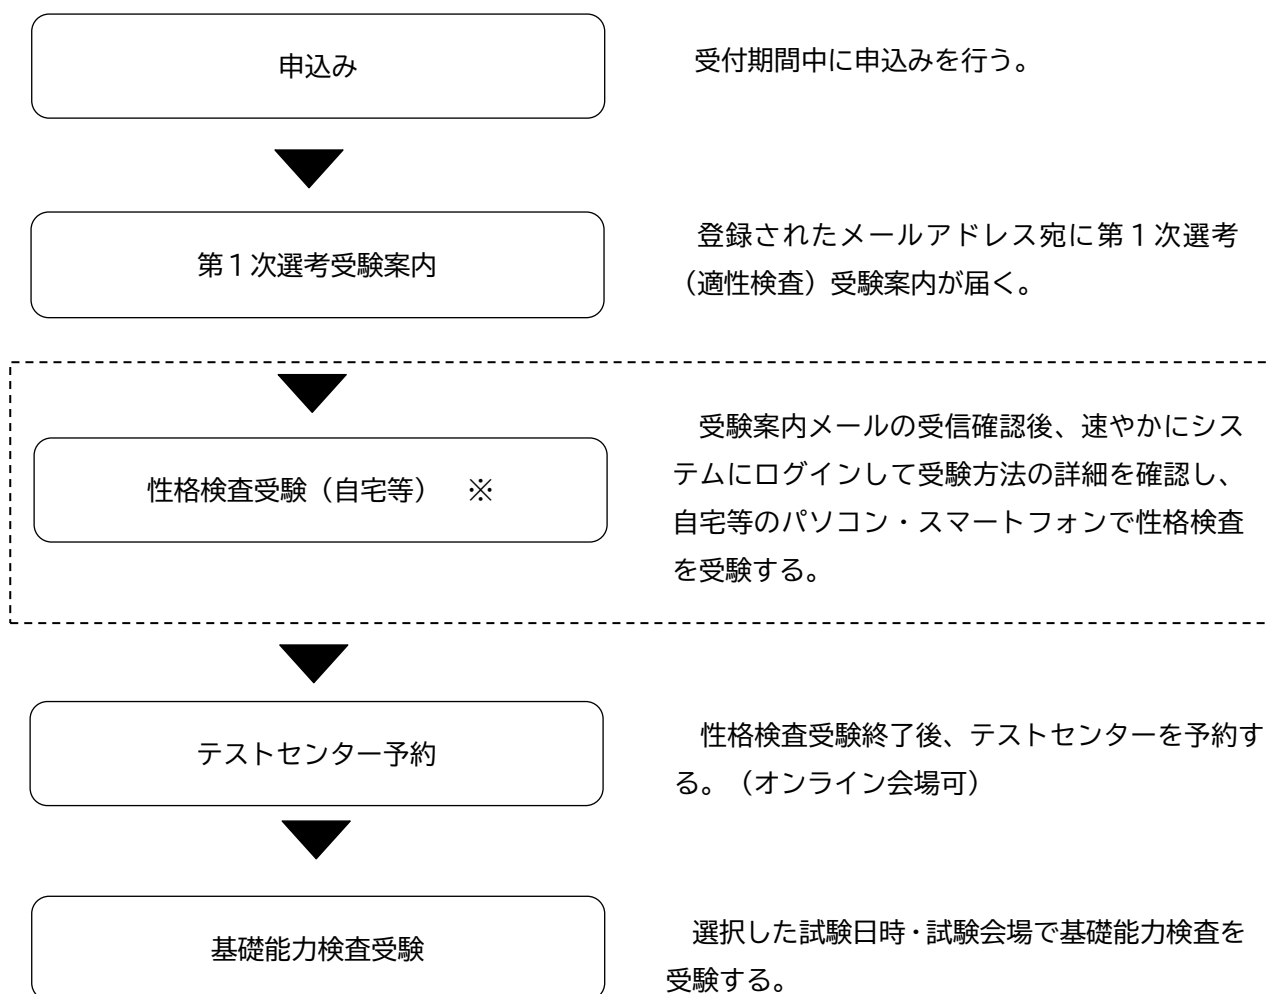 申込み
受付期間中に申込みを行う。
第１次選考受験案内
登録されたメールアドレス宛に第１次選考
（適性検査）受験案内が届く。
性格検査受験（自宅等）　※
受験案内メールの受信確認後、速やかにシス
テムにログインして受験方法の詳細を確認し、
自宅等のパソコン・スマートフォンで性格検査
を受験する。
テストセンター予約
性格検査受験終了後、テストセンターを予約す
る。（オンライン会場可）
基礎能力検査受験
選択した試験日時・試験会場で基礎能力検査を
受験する。